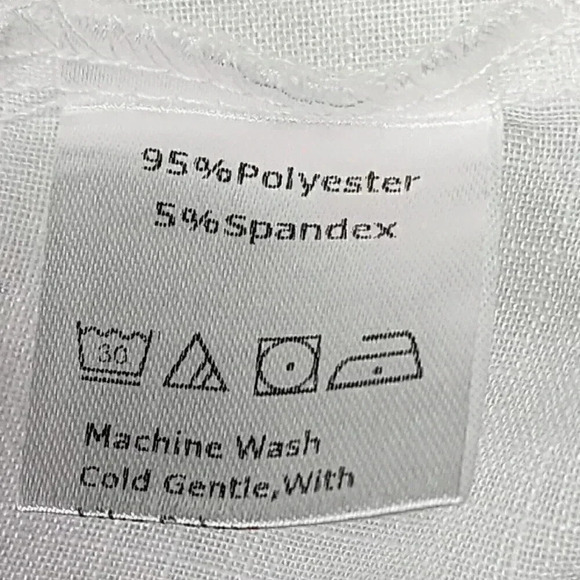 95%Polyester
5%Spandex
30
Machine Wash
Cold Gentle,With